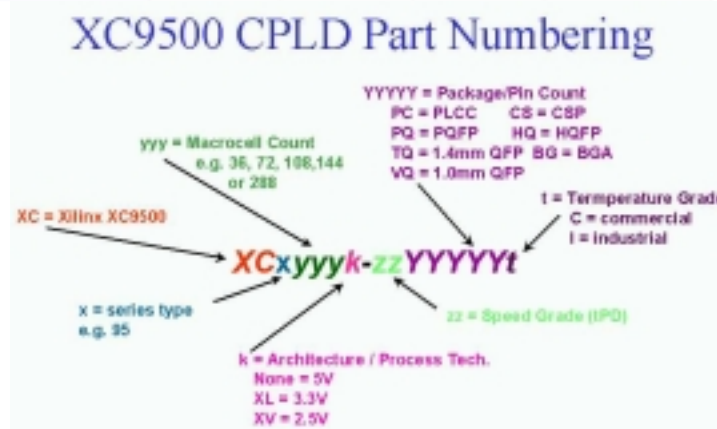 XC9500 CPLD Part Numbering
YYYYY = Package/Pin Count
PC = PLCC CS = CSP
PQ = PQFP HQ = HQFP
TQ = 1.4mm QFP BG = BGA
VQ = 1.0mm QFP
yyy = Macrocell Count
e.g. 36, 72, 108,144
or 288
t = Termperature Grade
C = commercial
I = industrial
XC = Xilinx XC9500
XCxyyyk-zzYYYYYt
x = series type
e.g. 95
zz = Speed Grade (tPD)
k = Architecture / Process Tech.
None = 5V
XL = 3.3V
XV = 2.5V